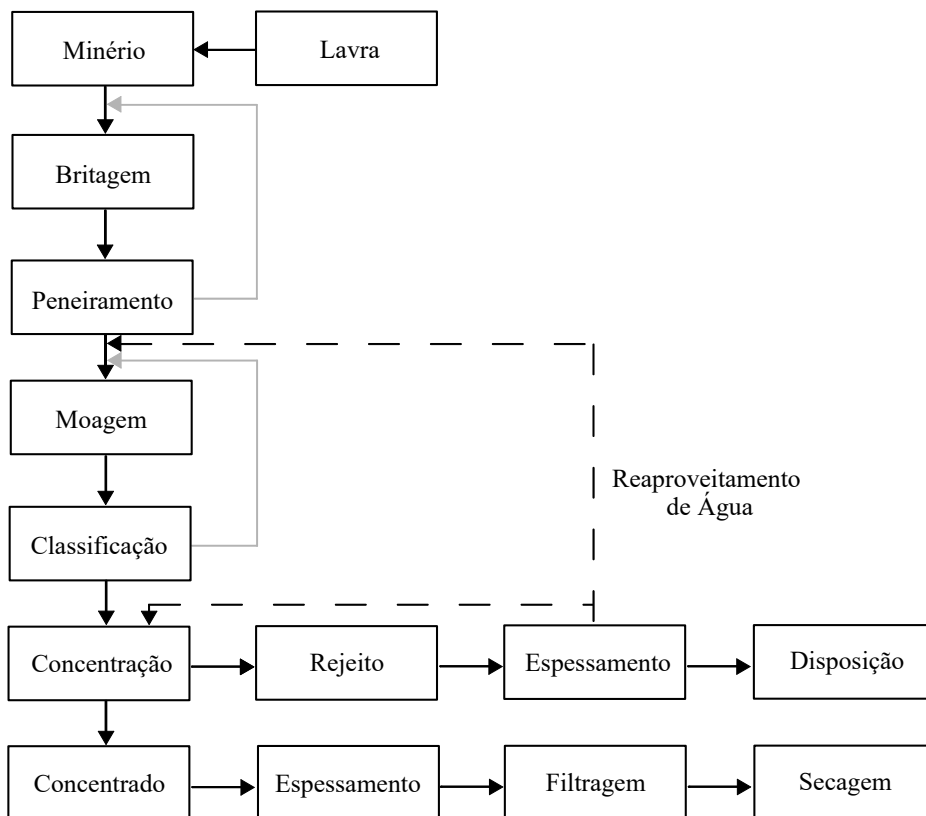 Minério
Lavra
Britagem
Peneiramento
Moagem
Reaproveitamento
de Água
Classificação
Concentração
Rejeito
Espessamento
Disposição
Concentrado
Espessamento
Filtragem
Secagem